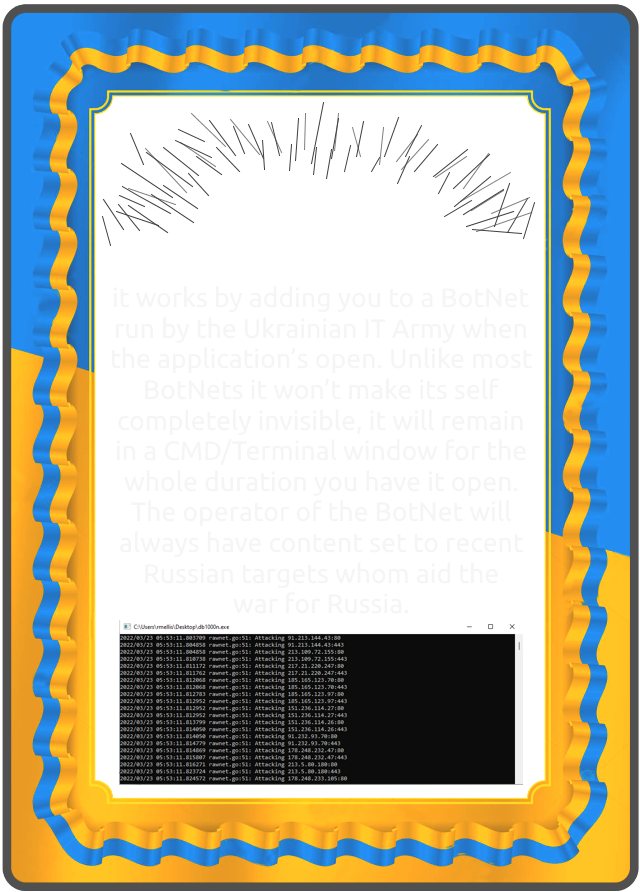 it works by adding you to a BotNet
run by the Ukranian IT Army when
the application's open. Unlike most
BotNets it won't make its self
completely invisible, it will remain
in a CMD/Terminal window for the
whole duration you have it open.
The operator of the BotNet will
always have content set to recent
Russian targets whom aid the
war for Russia.
C:\Users\rmellis\Desktop\db1000n.exe
2022/03/23 05:53:11.803709 rawnet.go:51: Attacking 91.213.144.43:80
2022/03/23 05:53:11.804858 rawnet.go:51: Attacking 91.213.144.43:443
2022/03/23 05:53:11.804858 rawnet.go:51: Attacking 213.109.72.155:80
2022/03/23 05:53:11.810738 rawnet.go:51: Attacking 213.109.72.155:443
2022/03/23 05:53:11.811172 rawnet.go:51: Attacking 217.21.220.247:80
2022/03/23 05:53:11.811762 rawnet.go:51: Attacking 217.21.220.247:443
2022/03/23 05:53:11.812068 rawnet.go:51: Attacking 185.165.123.70:80
2022/03/23 05:53:11.812068 rawnet.go:51: Attacking 185.165.123.70:443
2022/03/23 05:53:11.812783 rawnet.go:51: Attacking 185.165.123.97:80
2022/03/23 05:53:11.812952 rawnet.go:51: Attacking 185.165.123.97:443
2022/03/23 05:53:11.812952 rawnet.go:51: Attacking 151.236.114.27:80
2022/03/23 05:53:11.812952 rawnet.go:51: Attacking 151.236.114.27:443
2022/03/23 05:53:11.813799 rawnet.go:51: Attacking 151.236.114.26:80
2022/03/23 05:53:11.814050 rawnet.go:51: Attacking 151.236.114.26:443
2022/03/23 05:53:11.814050 rawnet.go:51: Attacking 91.232.93.70:80
2022/03/23 05:53:11.814779 rawnet.go:51: Attacking 91.232.93.70:443
2022/03/23 05:53:11.814869 rawnet.go:51: Attacking 178.248.232.47:80
2022/03/23 05:53:11.815807 rawnet.go:51: Attacking 178.248.232.47:443
2022/03/23 05:53:11.816271 rawnet.go:51: Attacking 213.5.80.180:80
2022/03/23 05:53:11.823724 rawnet.go:51: Attacking 213.5.80.180:443
2022/03/23 05:53:11.824572 rawnet.go:51: Attacking 178.248.233.105:80